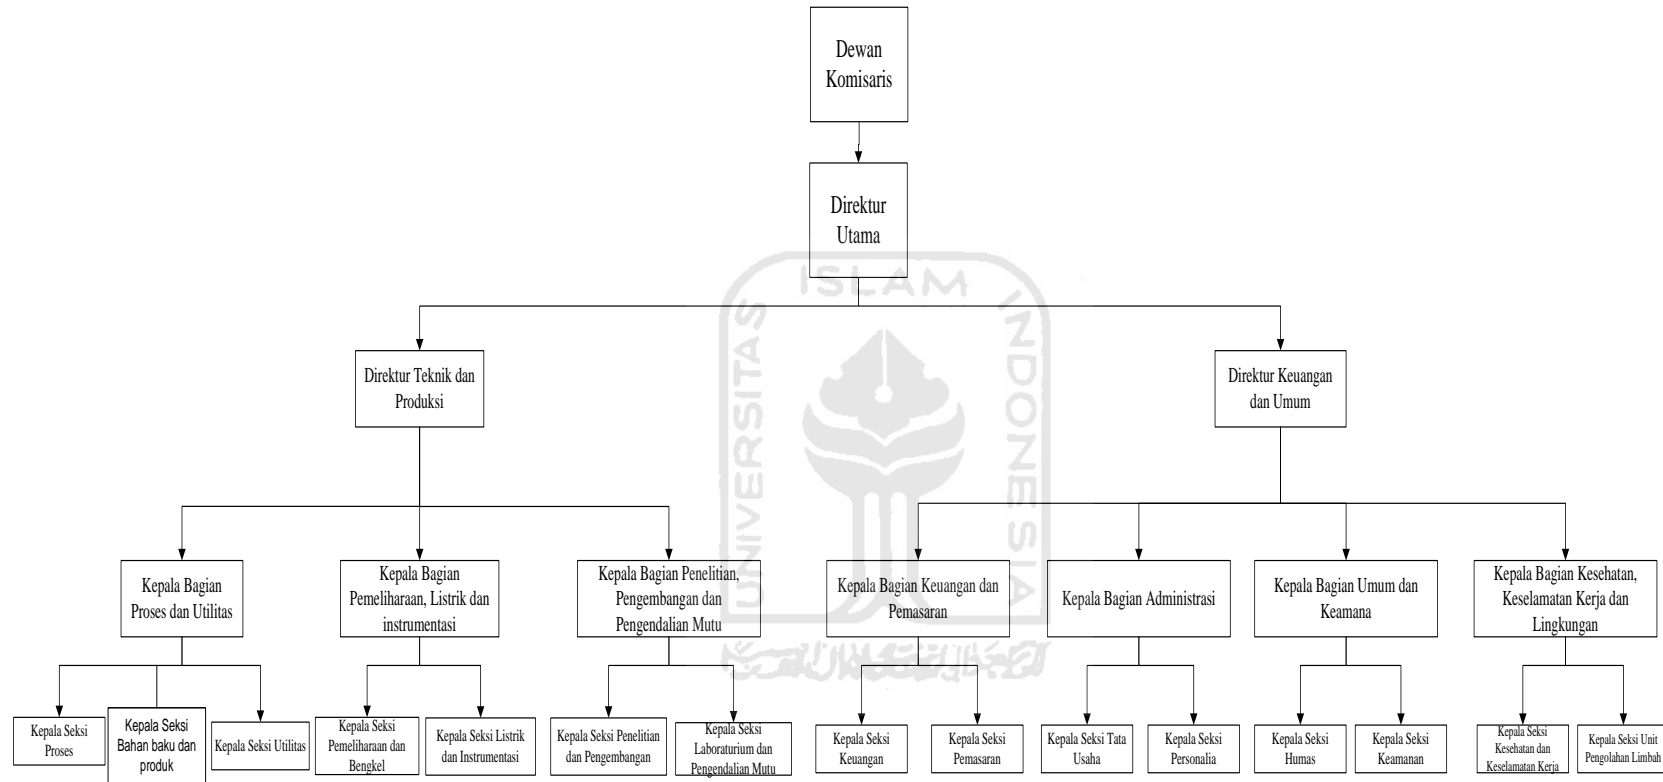 Dewan
Komisaris
Direktur
Utama
UNIVERSITAS
ISLAM
INDONESIA
Direktur Teknik dan
Produksi
Direktur Keuangan
dan Umum
Kepala Bagian
Proses dan Utilitas
Kepala Bagian
Pemeliharaan, Listrik dan
instrumentasi
Kepala Bagian Penelitian,
Pengembangan dan
Pengendalian Mutu
Kepala Bagian Keuangan dan
Pemasaran
Kepala Bagian Administrasi
Kepala Bagian Umum dan
Keamana
Kepala Bagian Kesehatan,
Keselamatan Kerja dan
Lingkungan
Kepala Seksi
Proses
Kepala Seksi
Bahan baku dan
produk
Kepala Seksi Utilitas
Kepala Seksi
Pemeliharaan dan
Bengkel
Kepala Seksi Listrik
dan Instrumentasi
Kepala Seksi Penelitian
dan Pengembangan
Kepala Seksi
Laboraturium dan
Pengendalian Mutu
Kepala Seksi
Keuangan
Kepala Seksi
Pemasaran
Kepala Seksi Tata
Usaha
Kepala Seksi
Personalia
Kepala Seksi
Humas
Kepala Seksi
Keamanan
Kepala Seksi
Kesehatan dan
Keselamatan Kerja
Kepala Seksi Unit
Pengolahan Limbah